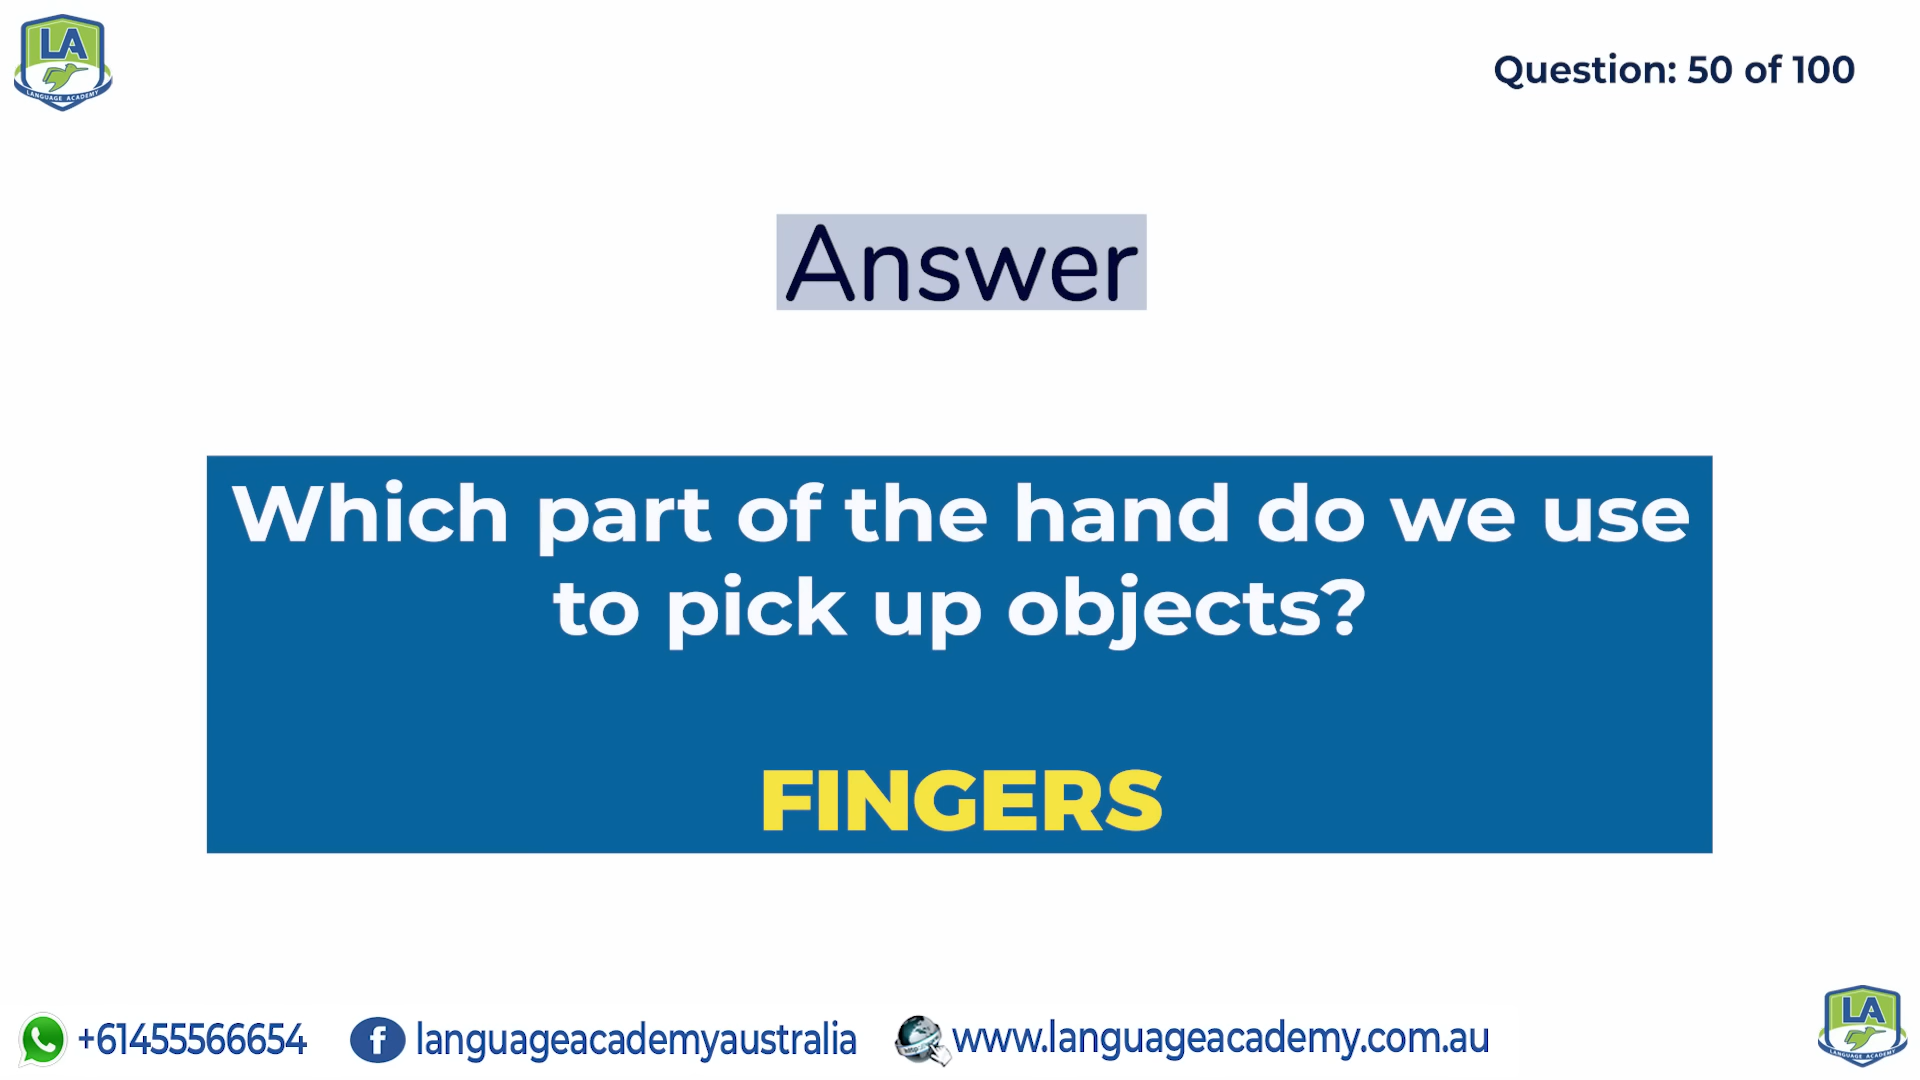 LA
LANGUAGE ACADEMY
Question: 50 of 100
Answer
Which part of the hand do we use
to pick up objects?
FINGERS
+61455566654
languageacademyaustralia
www.languageacademy.com.au
LA
LANGUAGE ACADEMY